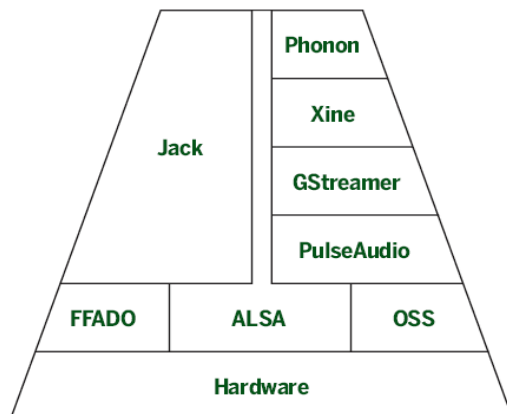 Phonon
Xine
Jack
GStreamer
PulseAudio
FFADO ALSA OSS
Hardware